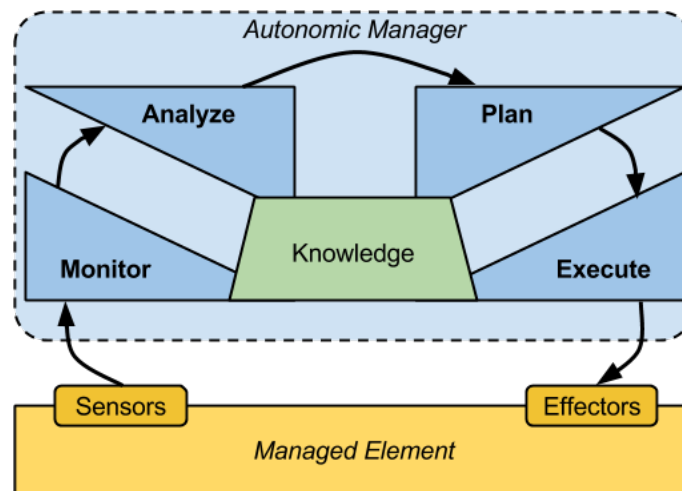 Autonomic Manager
Analyze
Plan
Knowledge
Monitor
Execute
Sensors
Effectors
Managed Element